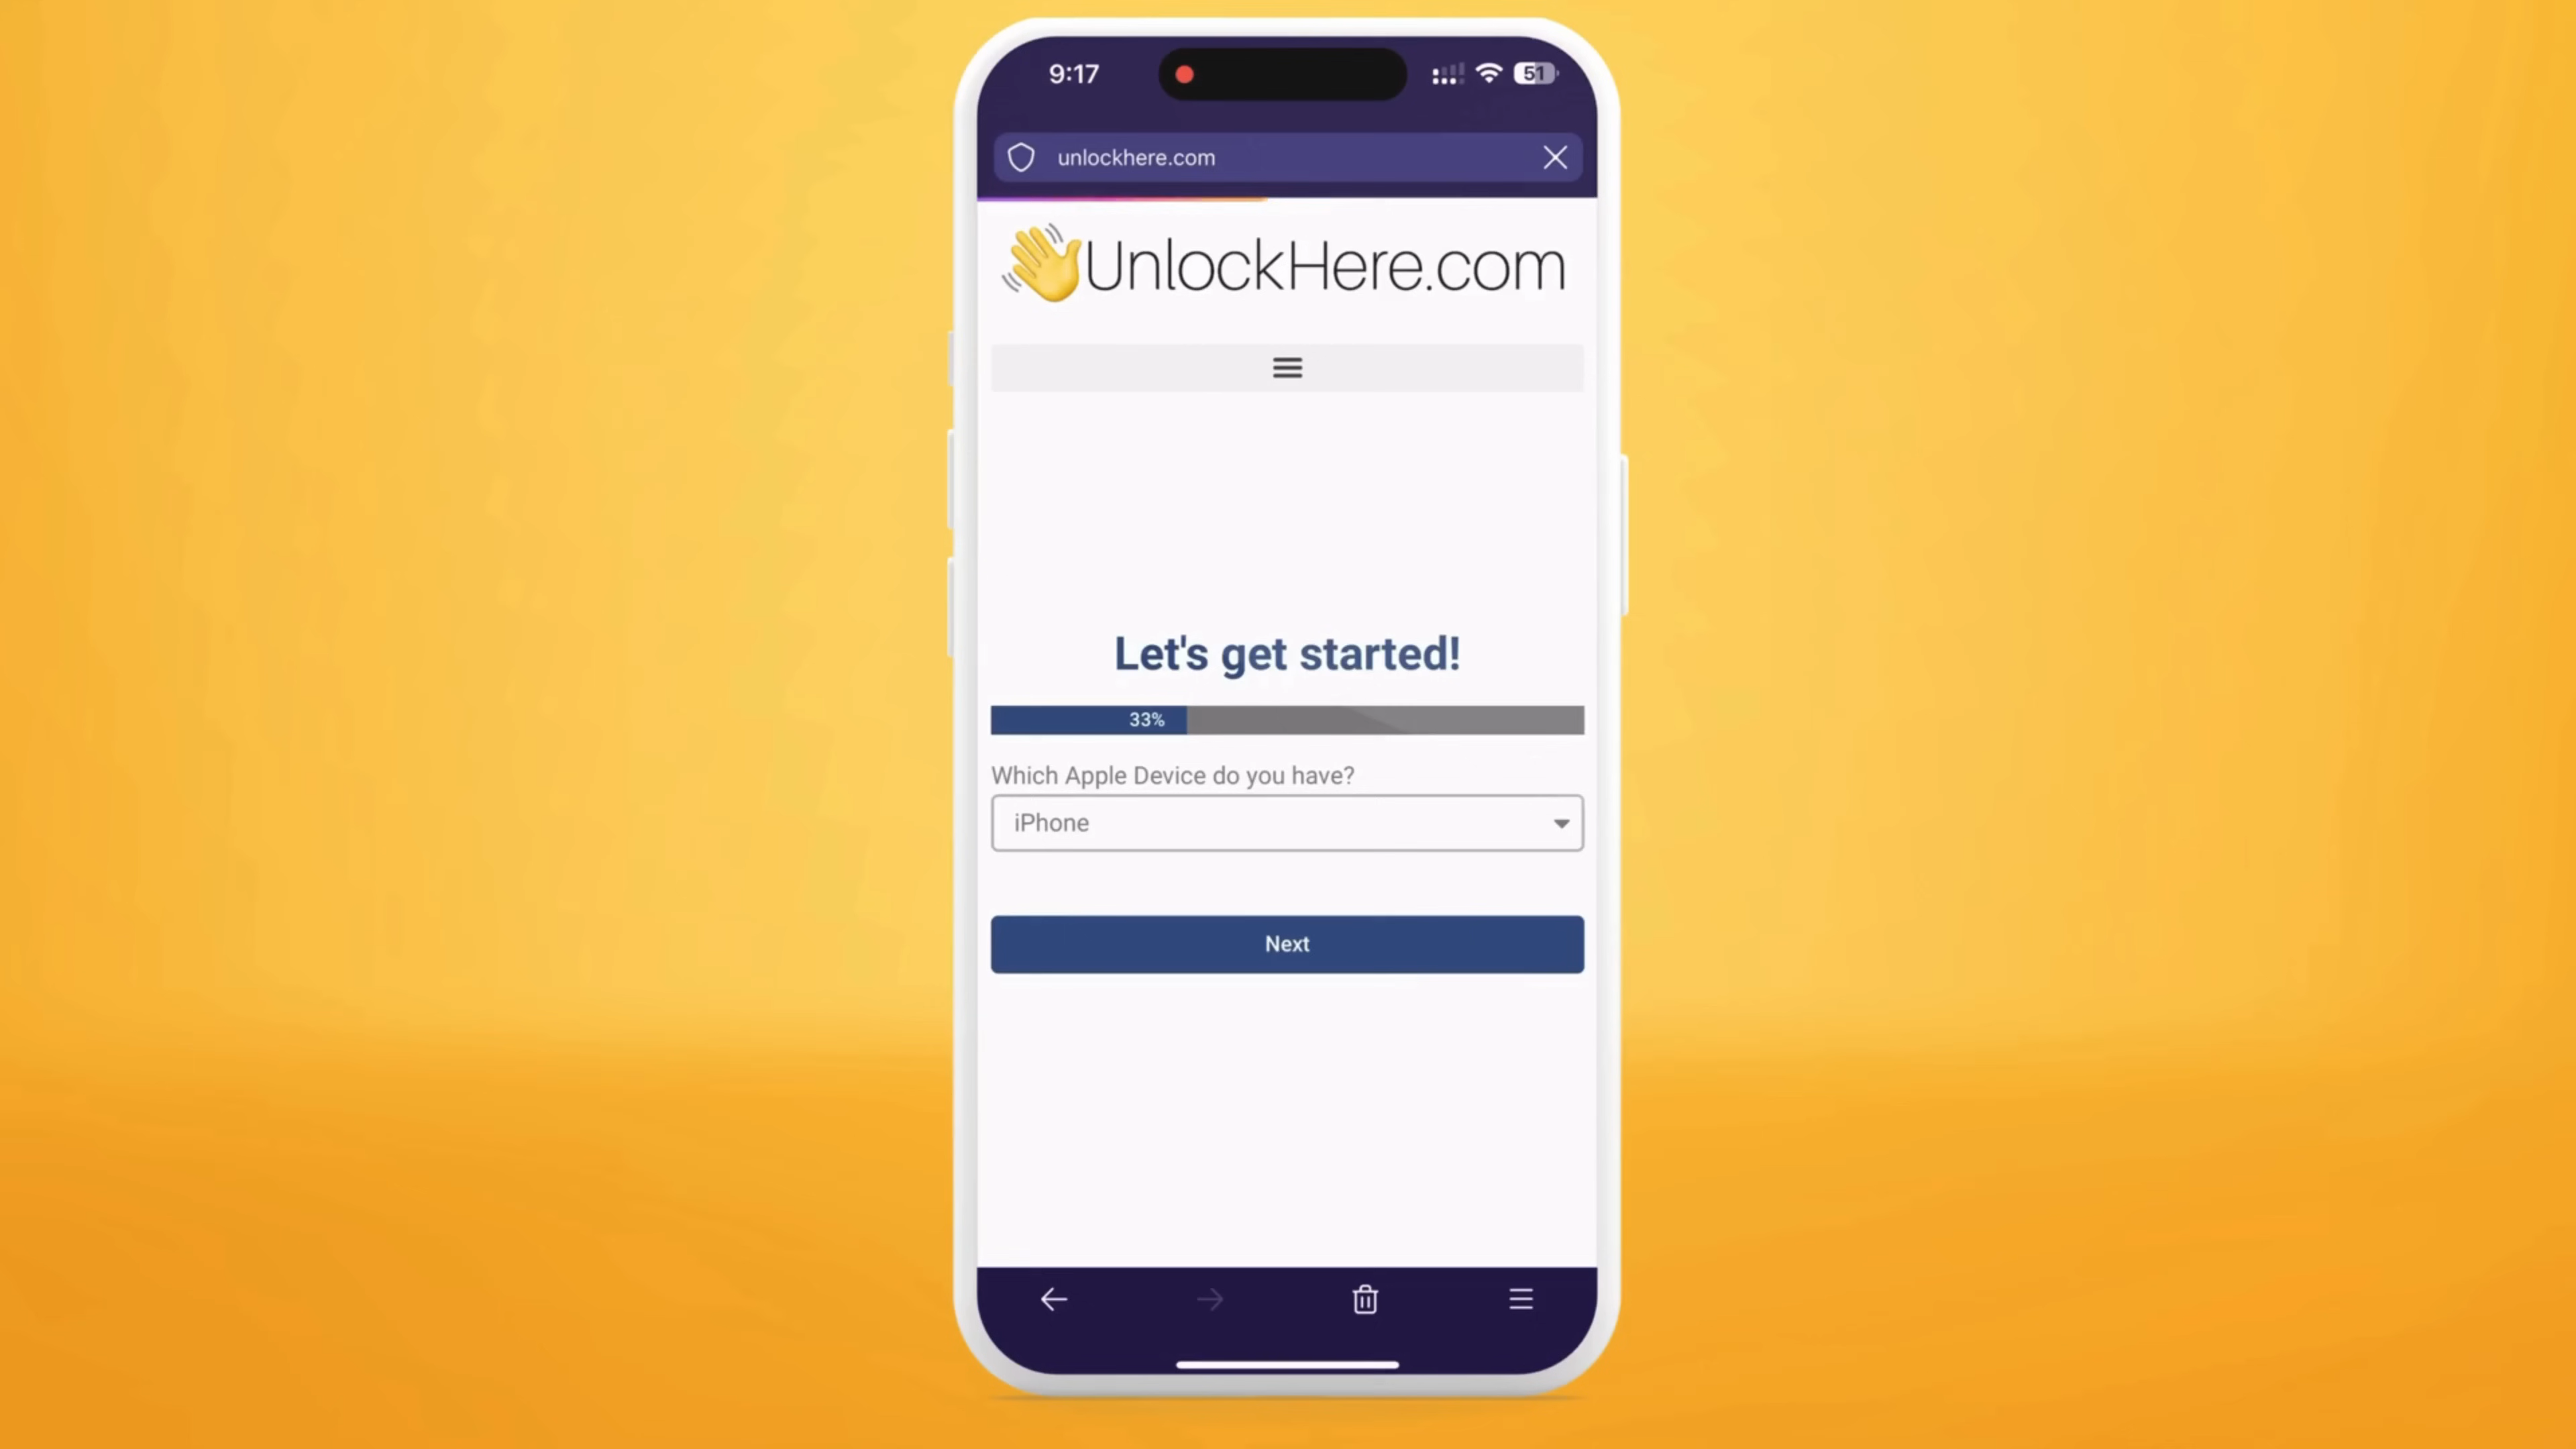 9:17
51
unlockhere.com
UnlockHere.com
Let's get started!
33%
Which Apple Device do you have?
iPhone
Next